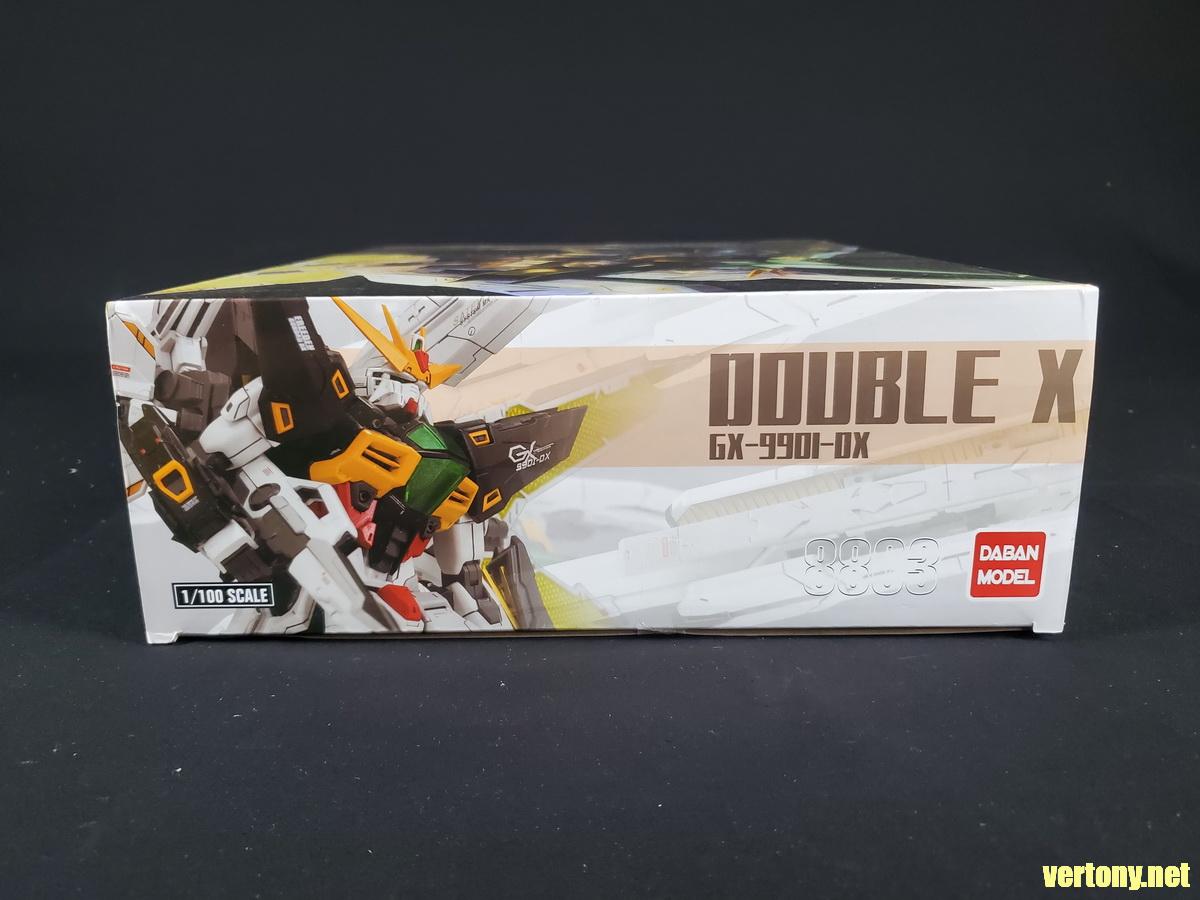 DOUBLE X
GX-9901-DX
GX
9901-DX
8803
DABAN
MODEL
1/100 SCALE
vertony.net